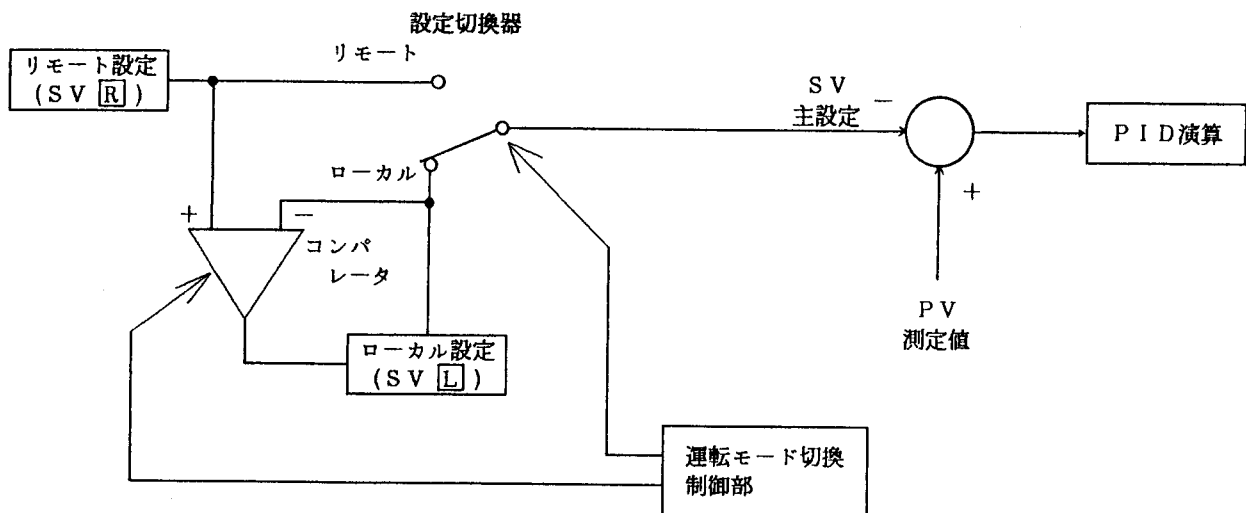 設定切換器
リモート
リモート設定
(SV R)
SV
主設定
−
PID演算
ローカル
+
+
−
コンパ
レータ
PV
測定値
ローカル設定
(SV L)
運転モード切換
制御部